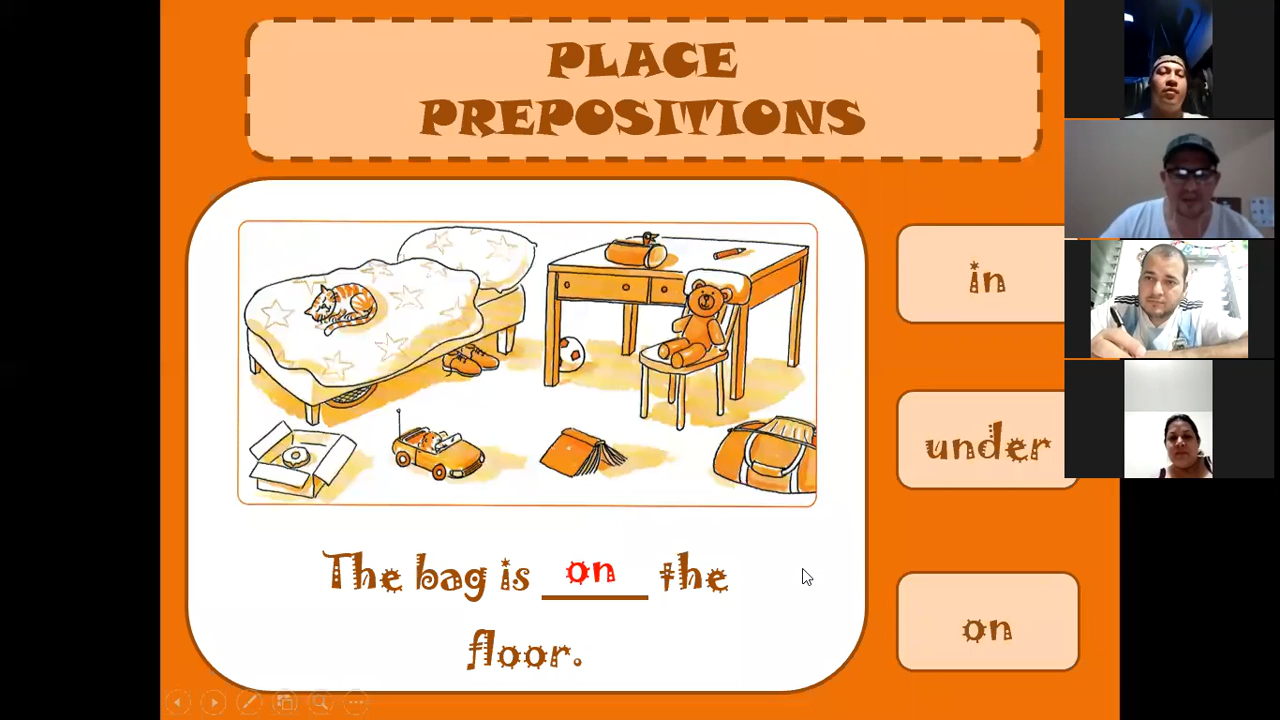 PLACE
PREPOSITIONS
in
under
on
The bag is on the
floor.